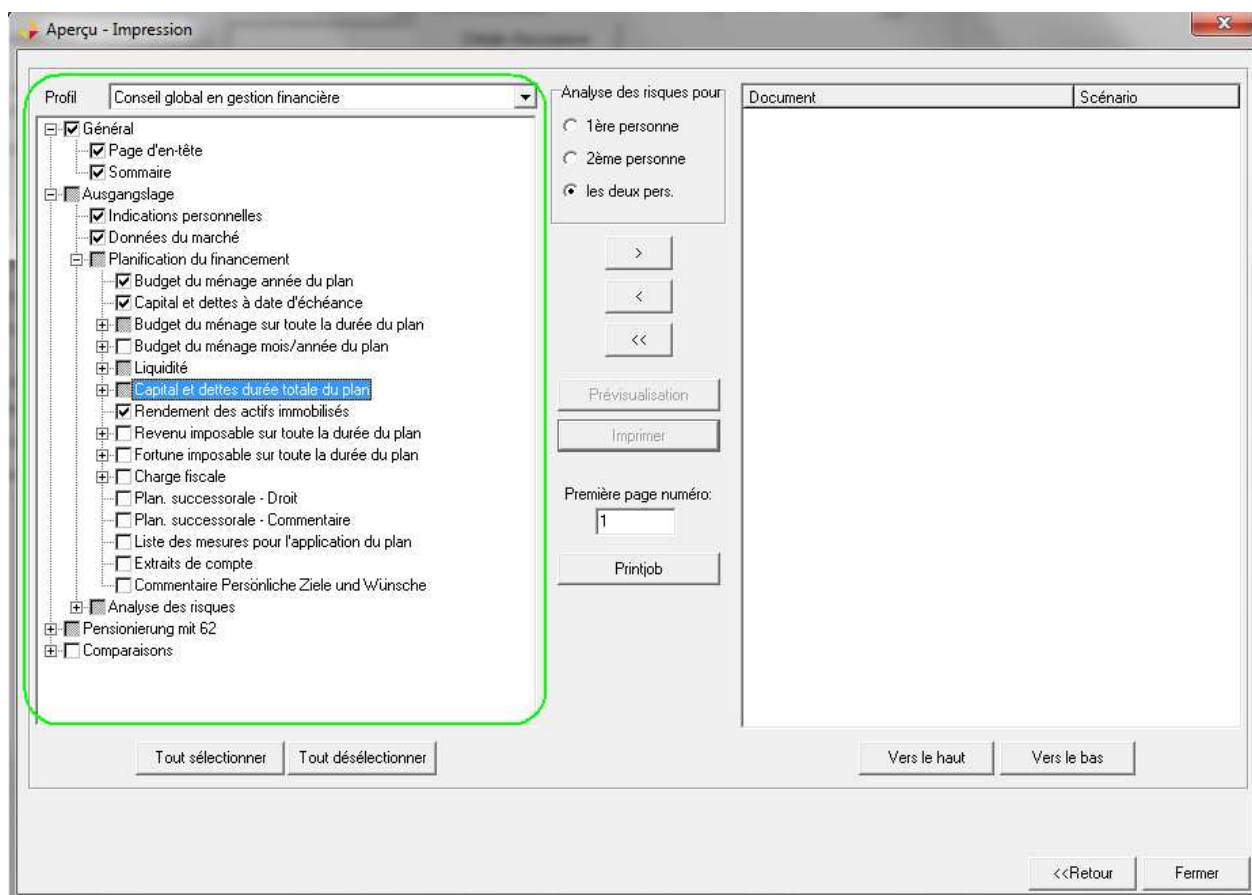 Aperçu - Impression
Profil
Conseil global en gestion financière
Général
Page d'en-tête
Sommaire
Ausgangslage
Indications personnelles
Données du marché
Planification du financement
Budget du ménage année du plan
Capital et dettes à date d'échéance
Budget du ménage sur toute la durée du plan
Budget du ménage mois/année du plan
Liquidité
Capital et dettes durée totale du plan
Rendement des actifs immobilisés
Revenu imposable sur toute la durée du plan
Fortune imposable sur toute la durée du plan
Charge fiscale
Plan. successorale - Droit
Plan. successorale - Commentaire
Liste des mesures pour l'application du plan
Extraits de compte
Commentaire Persönliche Ziele und Wünsche
Analyse des risques
Pensionierung mit 62
Comparaisons
Tout sélectionner
Tout désélectionner
Analyse des risques pour
1ère personne
2ème personne
les deux pers.
>
<
<<
Prévisualisation
Imprimer
Première page numéro:
1
Printjob
Document
Scénario
Vers le haut
Vers le bas
<<Retour
Fermer